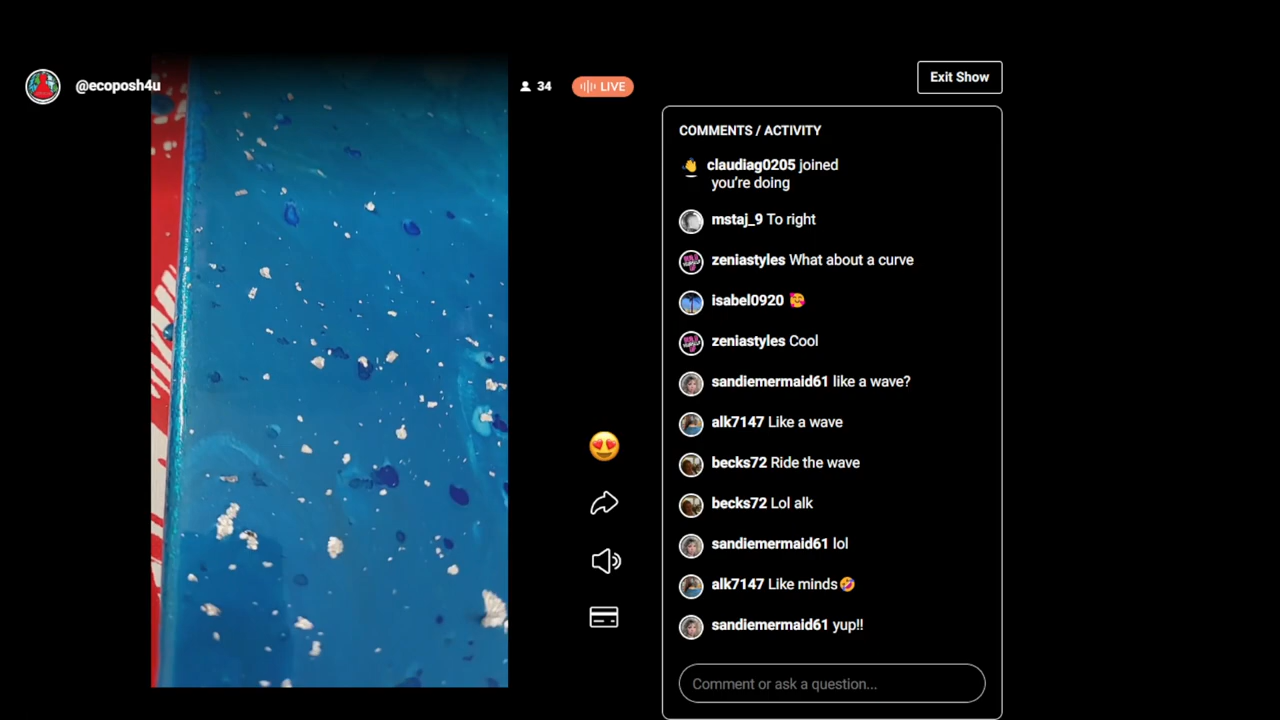 @ecoposh4u
34
LIVE
Exit Show
COMMENTS / ACTIVITY
claudiag0205 joined
you're doing
mstaj_9 To right
zeniastyles What about a curve
isabel0920 🥰
zeniastyles Cool
sandiemermaid61 like a wave?
alk7147 Like a wave
becks72 Ride the wave
becks72 Lol alk
sandiemermaid61 lol
alk7147 Like minds🤣
sandiemermaid61 yup!!
Comment or ask a question...